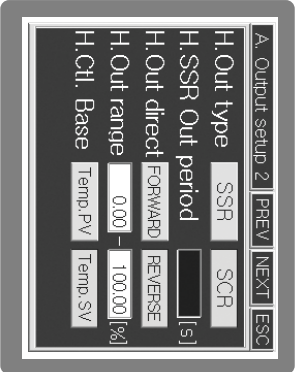 A. Output setup 2 PREV NEXT ESC
H.Out type SSR SCR
H.SSR Out period [s]
H.Out direct FORWARD REVERSE
H.Out range 0.00 – 100.00 [%]
H.Ctl. Base Temp.PV Temp.SV